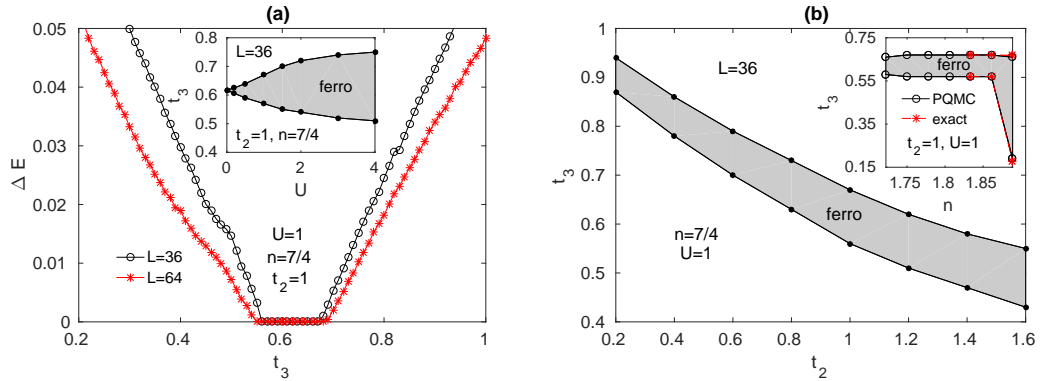 (a)
0.05
0.04
0.03
0.02
0.01
0
ΔE
0.2
0.4
0.6
0.8
1
t3
L=36
L=64
U=1
n=7/4
t2=1
0.8
0.7
0.6
0.5
0.4
t3
L=36
ferro
t2=1, n=7/4
0
2
4
U
(b)
1
0.9
0.8
0.7
0.6
0.5
0.4
t3
L=36
ferro
n=7/4
U=1
0.2
0.4
0.6
0.8
1
1.2
1.4
1.6
t2
0.75
0.55
0.35
0.15
t3
ferro
PQMC
exact
t2=1, U=1
1.75
1.8
1.85
n